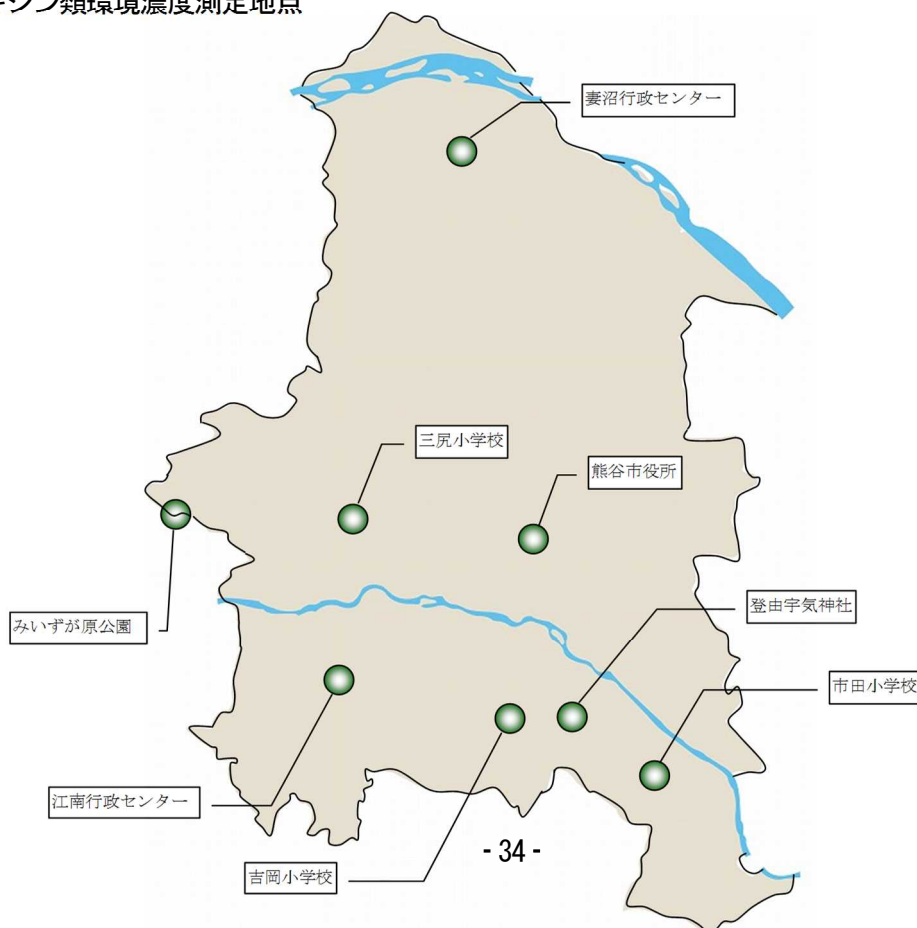 キシン類環境濃度測定地点
妻沼行政センター
三尻小学校
熊谷市役所
みいずが原公園
登由宇気神社
市田小学校
江南行政センター
吉岡小学校
- 34 -